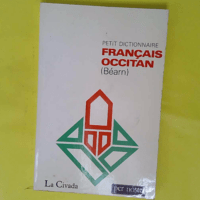 PETIT DICTIONNAIRE
FRANÇAIS
OCCITAN
(Béarn)
La Civada
per noste